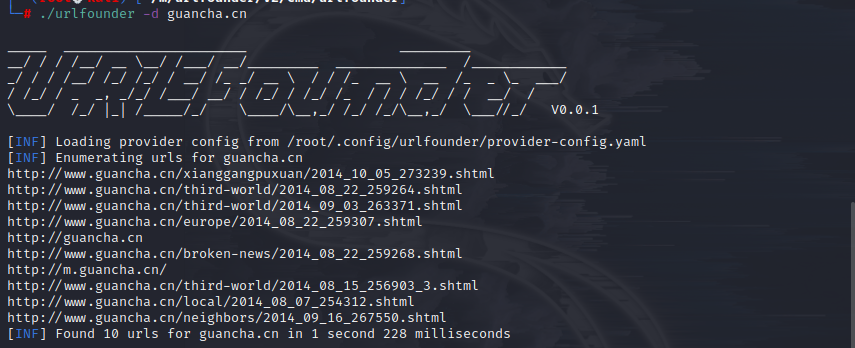 # ./urlfounder -d guancha.cn
V0.0.1
[INF] Loading provider config from /root/.config/urlfounder/provider-config.yaml
[INF] Enumerating urls for guancha.cn
http://www.guancha.cn/xianggangpuxuan/2014_10_05_273239.shtml
http://www.guancha.cn/third-world/2014_08_22_259264.shtml
http://www.guancha.cn/third-world/2014_09_03_263371.shtml
http://www.guancha.cn/europe/2014_08_22_259307.shtml
http://guancha.cn
http://www.guancha.cn/broken-news/2014_08_22_259268.shtml
http://m.guancha.cn/
http://www.guancha.cn/third-world/2014_08_15_256903_3.shtml
http://www.guancha.cn/local/2014_08_07_254312.shtml
http://www.guancha.cn/neighbors/2014_09_16_267550.shtml
[INF] Found 10 urls for guancha.cn in 1 second 228 milliseconds